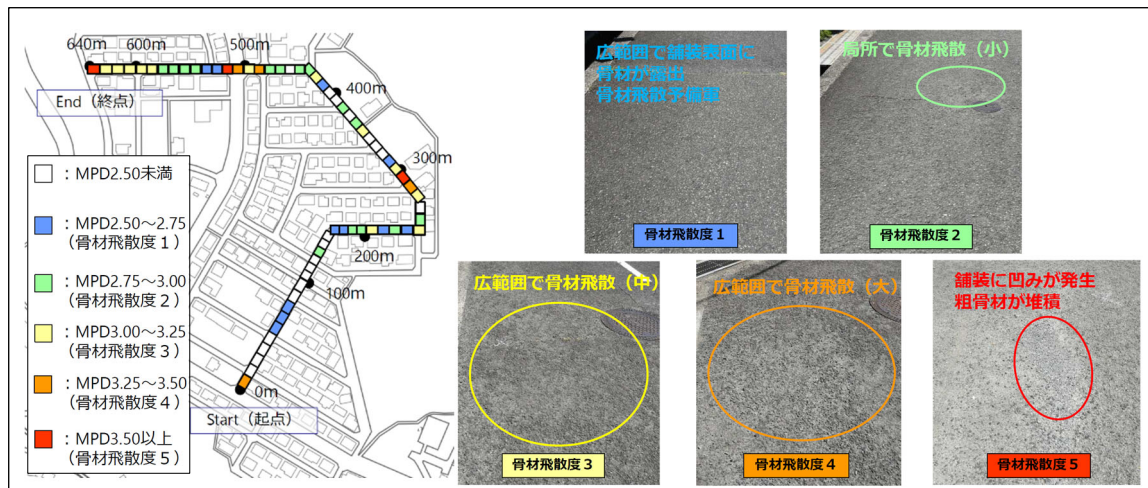 640m
600m
500m
End（終点）
400m
300m
200m
100m
0m
Start（起点）
：MPD2.50未満
：MPD2.50～2.75
（骨材飛散度１）
：MPD2.75～3.00
（骨材飛散度２）
：MPD3.00～3.25
（骨材飛散度３）
：MPD3.25～3.50
（骨材飛散度４）
：MPD3.50以上
（骨材飛散度５）
広範囲で舗装表面に
骨材が露出
骨材飛散予備軍
骨材飛散度１
局所で骨材飛散（小）
骨材飛散度２
広範囲で骨材飛散（中）
骨材飛散度３
広範囲で骨材飛散（大）
骨材飛散度４
舗装に凹みが発生
粗骨材が堆積
骨材飛散度５